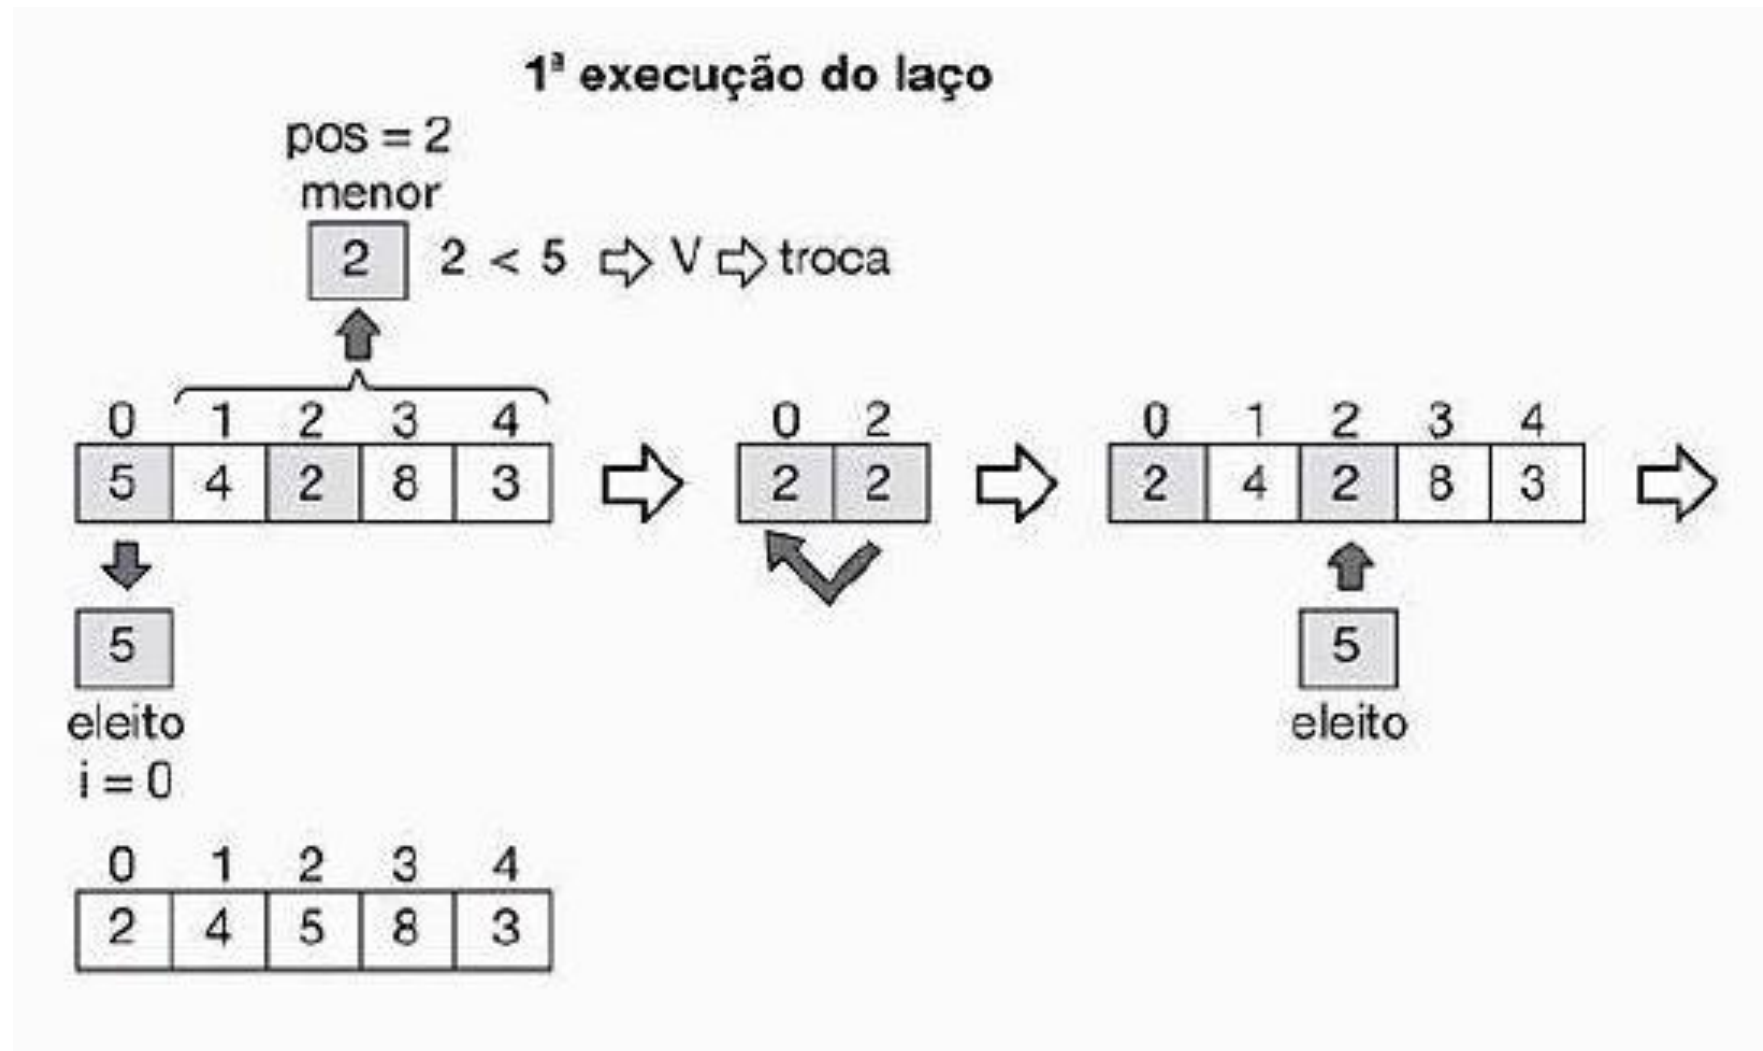 1ª execução do laço
pos = 2
menor
2 2 < 5 ⇨ V ⇨ troca
0 1 2 3 4 0 2 0 1 2 3 4
5 4 2 8 3 2 2 2 4 2 8 3
5 5
eleito eleito
i = 0
0 1 2 3 4
2 4 5 8 3